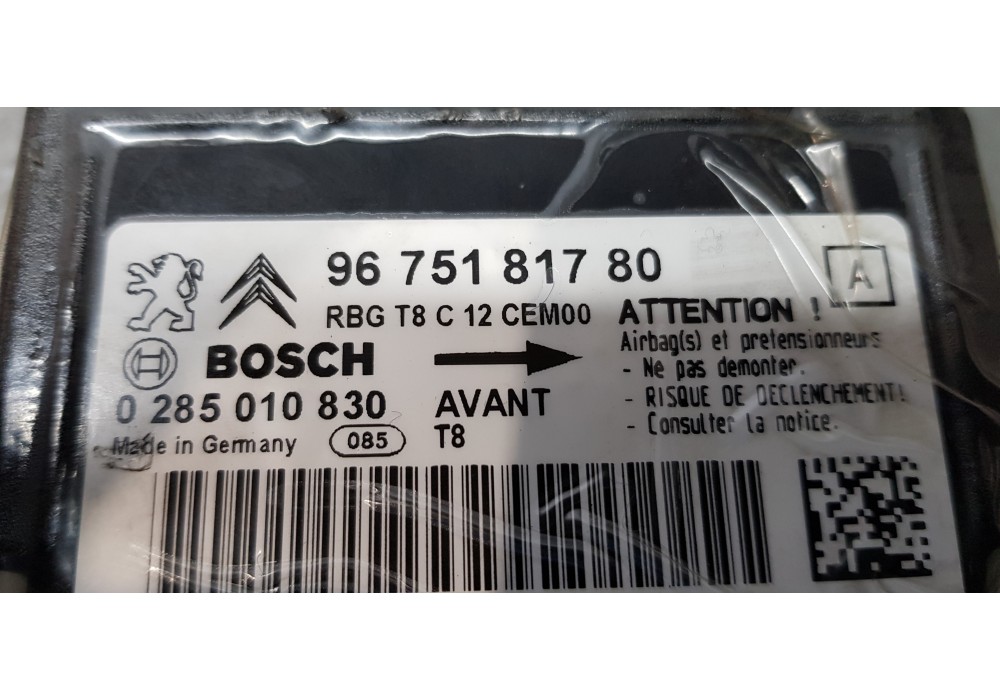 96 751 817 80
A
RBG T8 C 12 CEM00
ATTENTION !
Airbag(s) et pretensionneurs
- Ne pas demonter.
- RISQUE DE DECLENCHEMENT!
- Consulter la notice.
BOSCH
0 285 010 830
AVANT
Made in Germany
085
T8